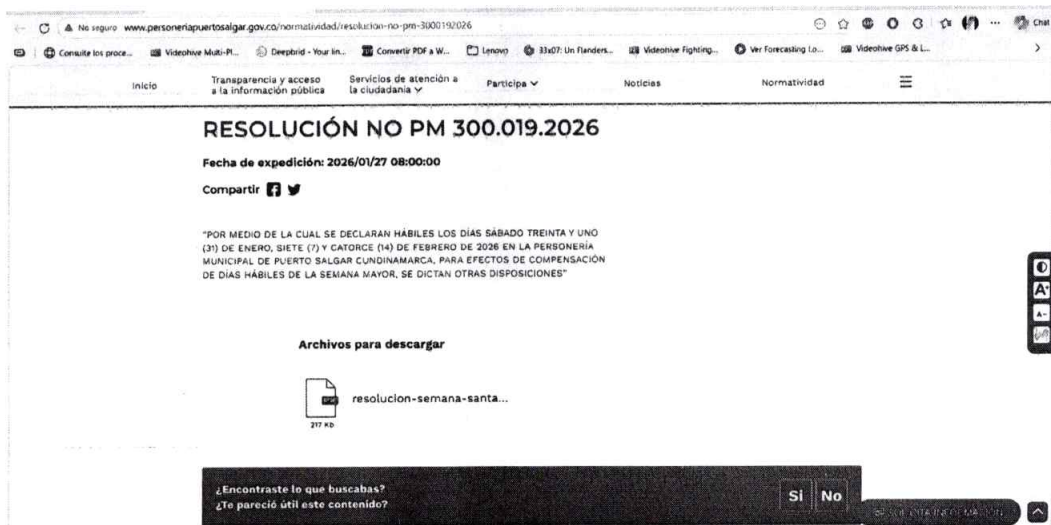 No seguro www.personeriapuertosalgar.gov.co/normatividad/resolucion-no-pm-3000192026
Chat
Consulte los proce... Videohive Multi-Pl... Deepbrid - Your lin... Convertir PDF a W... Lenovo 33x07: Un Flanders... Videohive Fighting... Ver Forecasting Lo... Videohive GPS & L...
Inicio
Transparencia y acceso a la información pública
Servicios de atención a la ciudadanía
Participa
Noticias
Normatividad
RESOLUCIÓN NO PM 300.019.2026
Fecha de expedición: 2026/01/27 08:00:00
Compartir
"POR MEDIO DE LA CUAL SE DECLARAN HÁBILES LOS DÍAS SÁBADO TREINTA Y UNO
(31) DE ENERO, SIETE (7) Y CATORCE (14) DE FEBRERO DE 2026 EN LA PERSONERÍA
MUNICIPAL DE PUERTO SALGAR CUNDINAMARCA, PARA EFECTOS DE COMPENSACIÓN
DE DÍAS HÁBILES DE LA SEMANA MAYOR, SE DICTAN OTRAS DISPOSICIONES"
Archivos para descargar
resolucion-semana-santa...
217 KB
¿Encontraste lo que buscabas?
¿Te pareció útil este contenido?
Si No
SOLICITA INFORMACIÓN
A+
A-